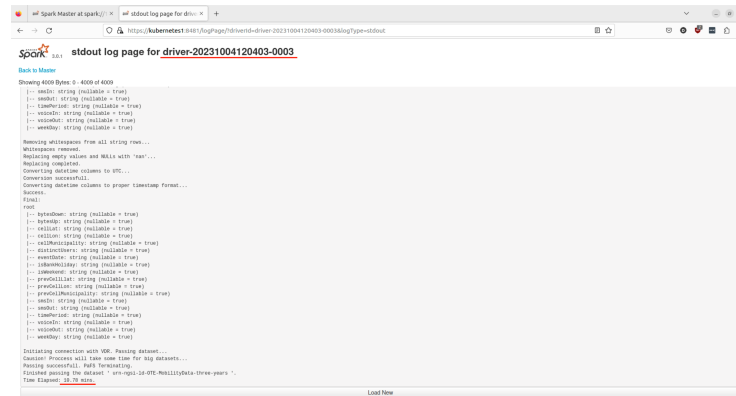 Spark Master at spark://
stdout log page for drive
https://kubernetes1:8481/logPage/?driverId=driver-20231004120403-0003&logType=stdout
Spark 3.0.1 stdout log page for driver-20231004120403-0003
Back to Master
Showing 4009 Bytes: 0 - 4009 of 4009
|-- smsIn: string (nullable = true)
|-- smsOut: string (nullable = true)
|-- timePeriod: string (nullable = true)
|-- voiceIn: string (nullable = true)
|-- voiceOut: string (nullable = true)
|-- weekDay: string (nullable = true)
Removing whitespaces from all string rows...
Whitespaces removed.
Replacing empty values and NULLs with 'nan'...
Replacing completed.
Converting datetime columns to UTC...
Conversion successfull.
Converting datetime columns to proper timestamp format...
Success.
Final:
root
|-- bytesDown: string (nullable = true)
|-- bytesUp: string (nullable = true)
|-- cellLat: string (nullable = true)
|-- cellLon: string (nullable = true)
|-- cellMunicipality: string (nullable = true)
|-- distinctUsers: string (nullable = true)
|-- eventDate: string (nullable = true)
|-- isBankHoliday: string (nullable = true)
|-- isWeekend: string (nullable = true)
|-- prevCellLat: string (nullable = true)
|-- prevCellLon: string (nullable = true)
|-- prevCellMunicipality: string (nullable = true)
|-- smsIn: string (nullable = true)
|-- smsOut: string (nullable = true)
|-- timePeriod: string (nullable = true)
|-- voiceIn: string (nullable = true)
|-- voiceOut: string (nullable = true)
|-- weekDay: string (nullable = true)
Initiating connection with VDR. Passing dataset...
Causion! Proccess will take some time for big datasets...
Passing successfull. PaFS Terminating.
Finished passing the dataset ' urn-ngsi-ld-OTE-MobilityData-three-years '.
Time Elapsed: 10.78 mins.
Load New